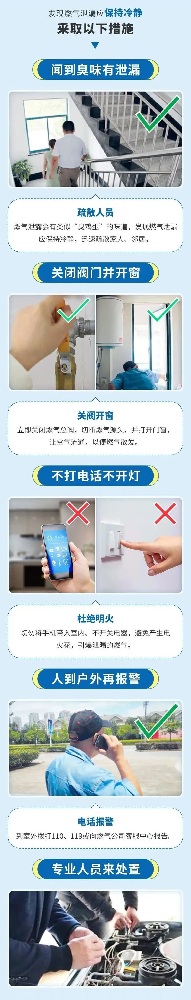 发现燃气泄漏应保持冷静
采取以下措施
闻到臭味有泄漏
疏散人员
燃气泄露会有类似“臭鸡蛋”的味道，发现燃气泄漏
应保持冷静，迅速疏散家人、邻居。
关闭阀门并开窗
关阀开窗
立即关闭燃气总阀，切断燃气源头，并打开门窗，
让空气流通，以便燃气散发。
不打电话不开灯
杜绝明火
切勿将手机带入室内、不开关电器，避免产生电
火花，引爆泄漏的燃气。
人到户外再报警
电话报警
到室外拨打110、119或向燃气公司客服中心报告。
专业人员来处置